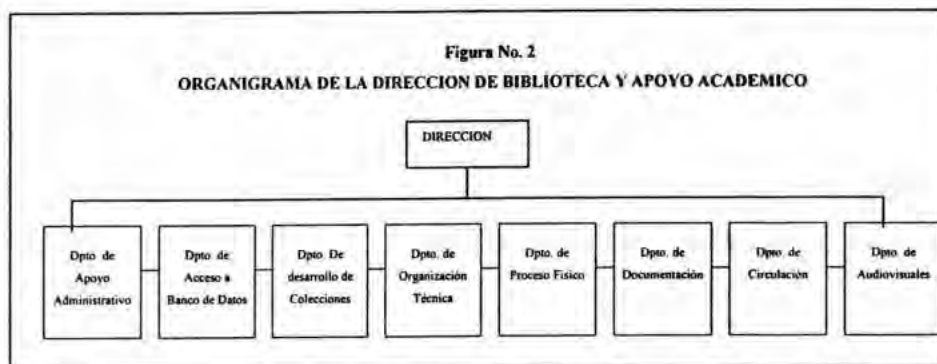 Figura No. 2
ORGANIGRAMA DE LA DIRECCION DE BIBLIOTECA Y APOYO ACADEMICO
DIRECCION
Dpto. de
Apoyo
Administrativo
Dpto. de
Acceso a
Banco de Datos
Dpto. De
desarrollo de
Colecciones
Dpto. de
Organización
Técnica
Dpto. de
Proceso Fisico
Dpto. de
Documentación
Dpto. de
Circulación
Dpto. de
Audiovisuales